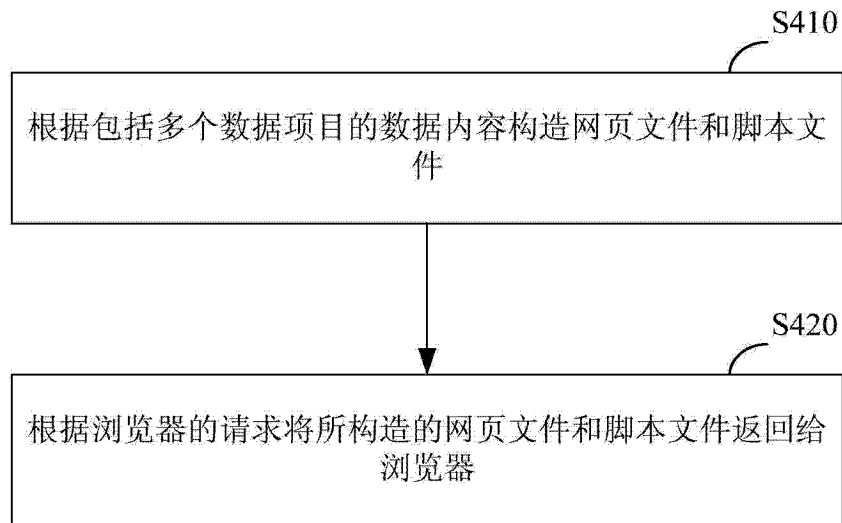 S410
根据包括多个数据项目的数据内容构造网页文件和脚本文
件
S420
根据浏览器的请求将所构造的网页文件和脚本文件返回给
浏览器